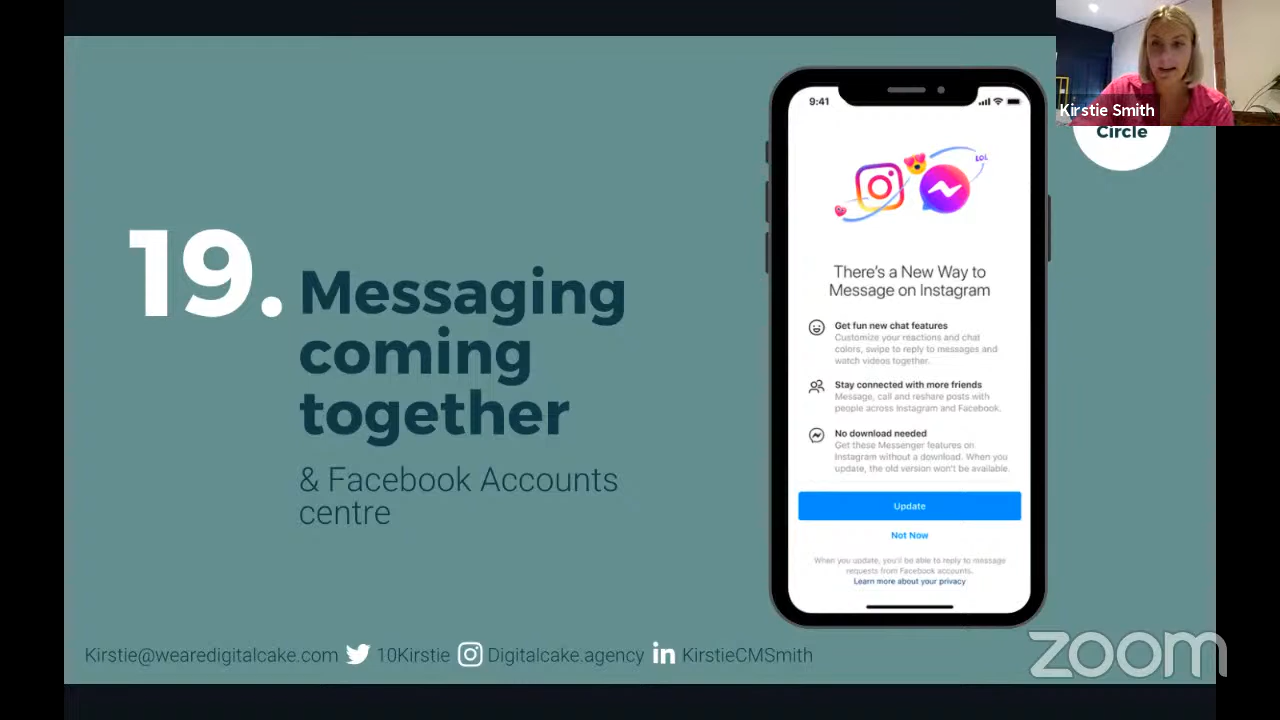 Kirstie Smith
Circle
19. Messaging
coming
together
& Facebook Accounts
centre
9:41
LOL
There's a New Way to
Message on Instagram
Get fun new chat features
Customize your reactions and chat
colors, swipe to reply to messages and
watch videos together.
Stay connected with more friends
Message, call and reshare posts with
people across Instagram and Facebook.
No download needed
Get these Messenger features on
Instagram without a download. When you
update, the old version won't be available.
Update
Not Now
When you update, you'll be able to reply to message
requests from Facebook accounts.
Learn more about your privacy
Kirstie@wearedigitalcake.com 10Kirstie Digitalcake.agency in KirstieCMSmith
zoom